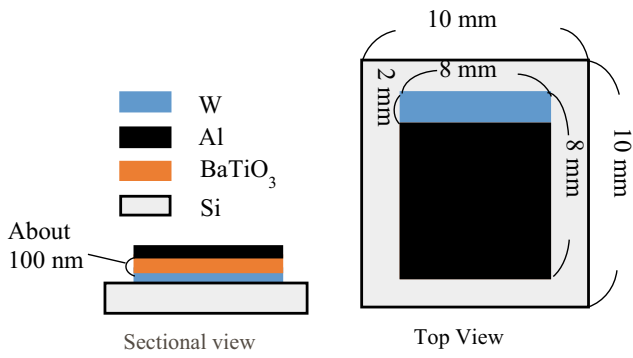 W
Al
BaTiO₃
Si
About
100 nm
Sectional view
10 mm
8 mm
2 mm
8 mm
10 mm
Top View